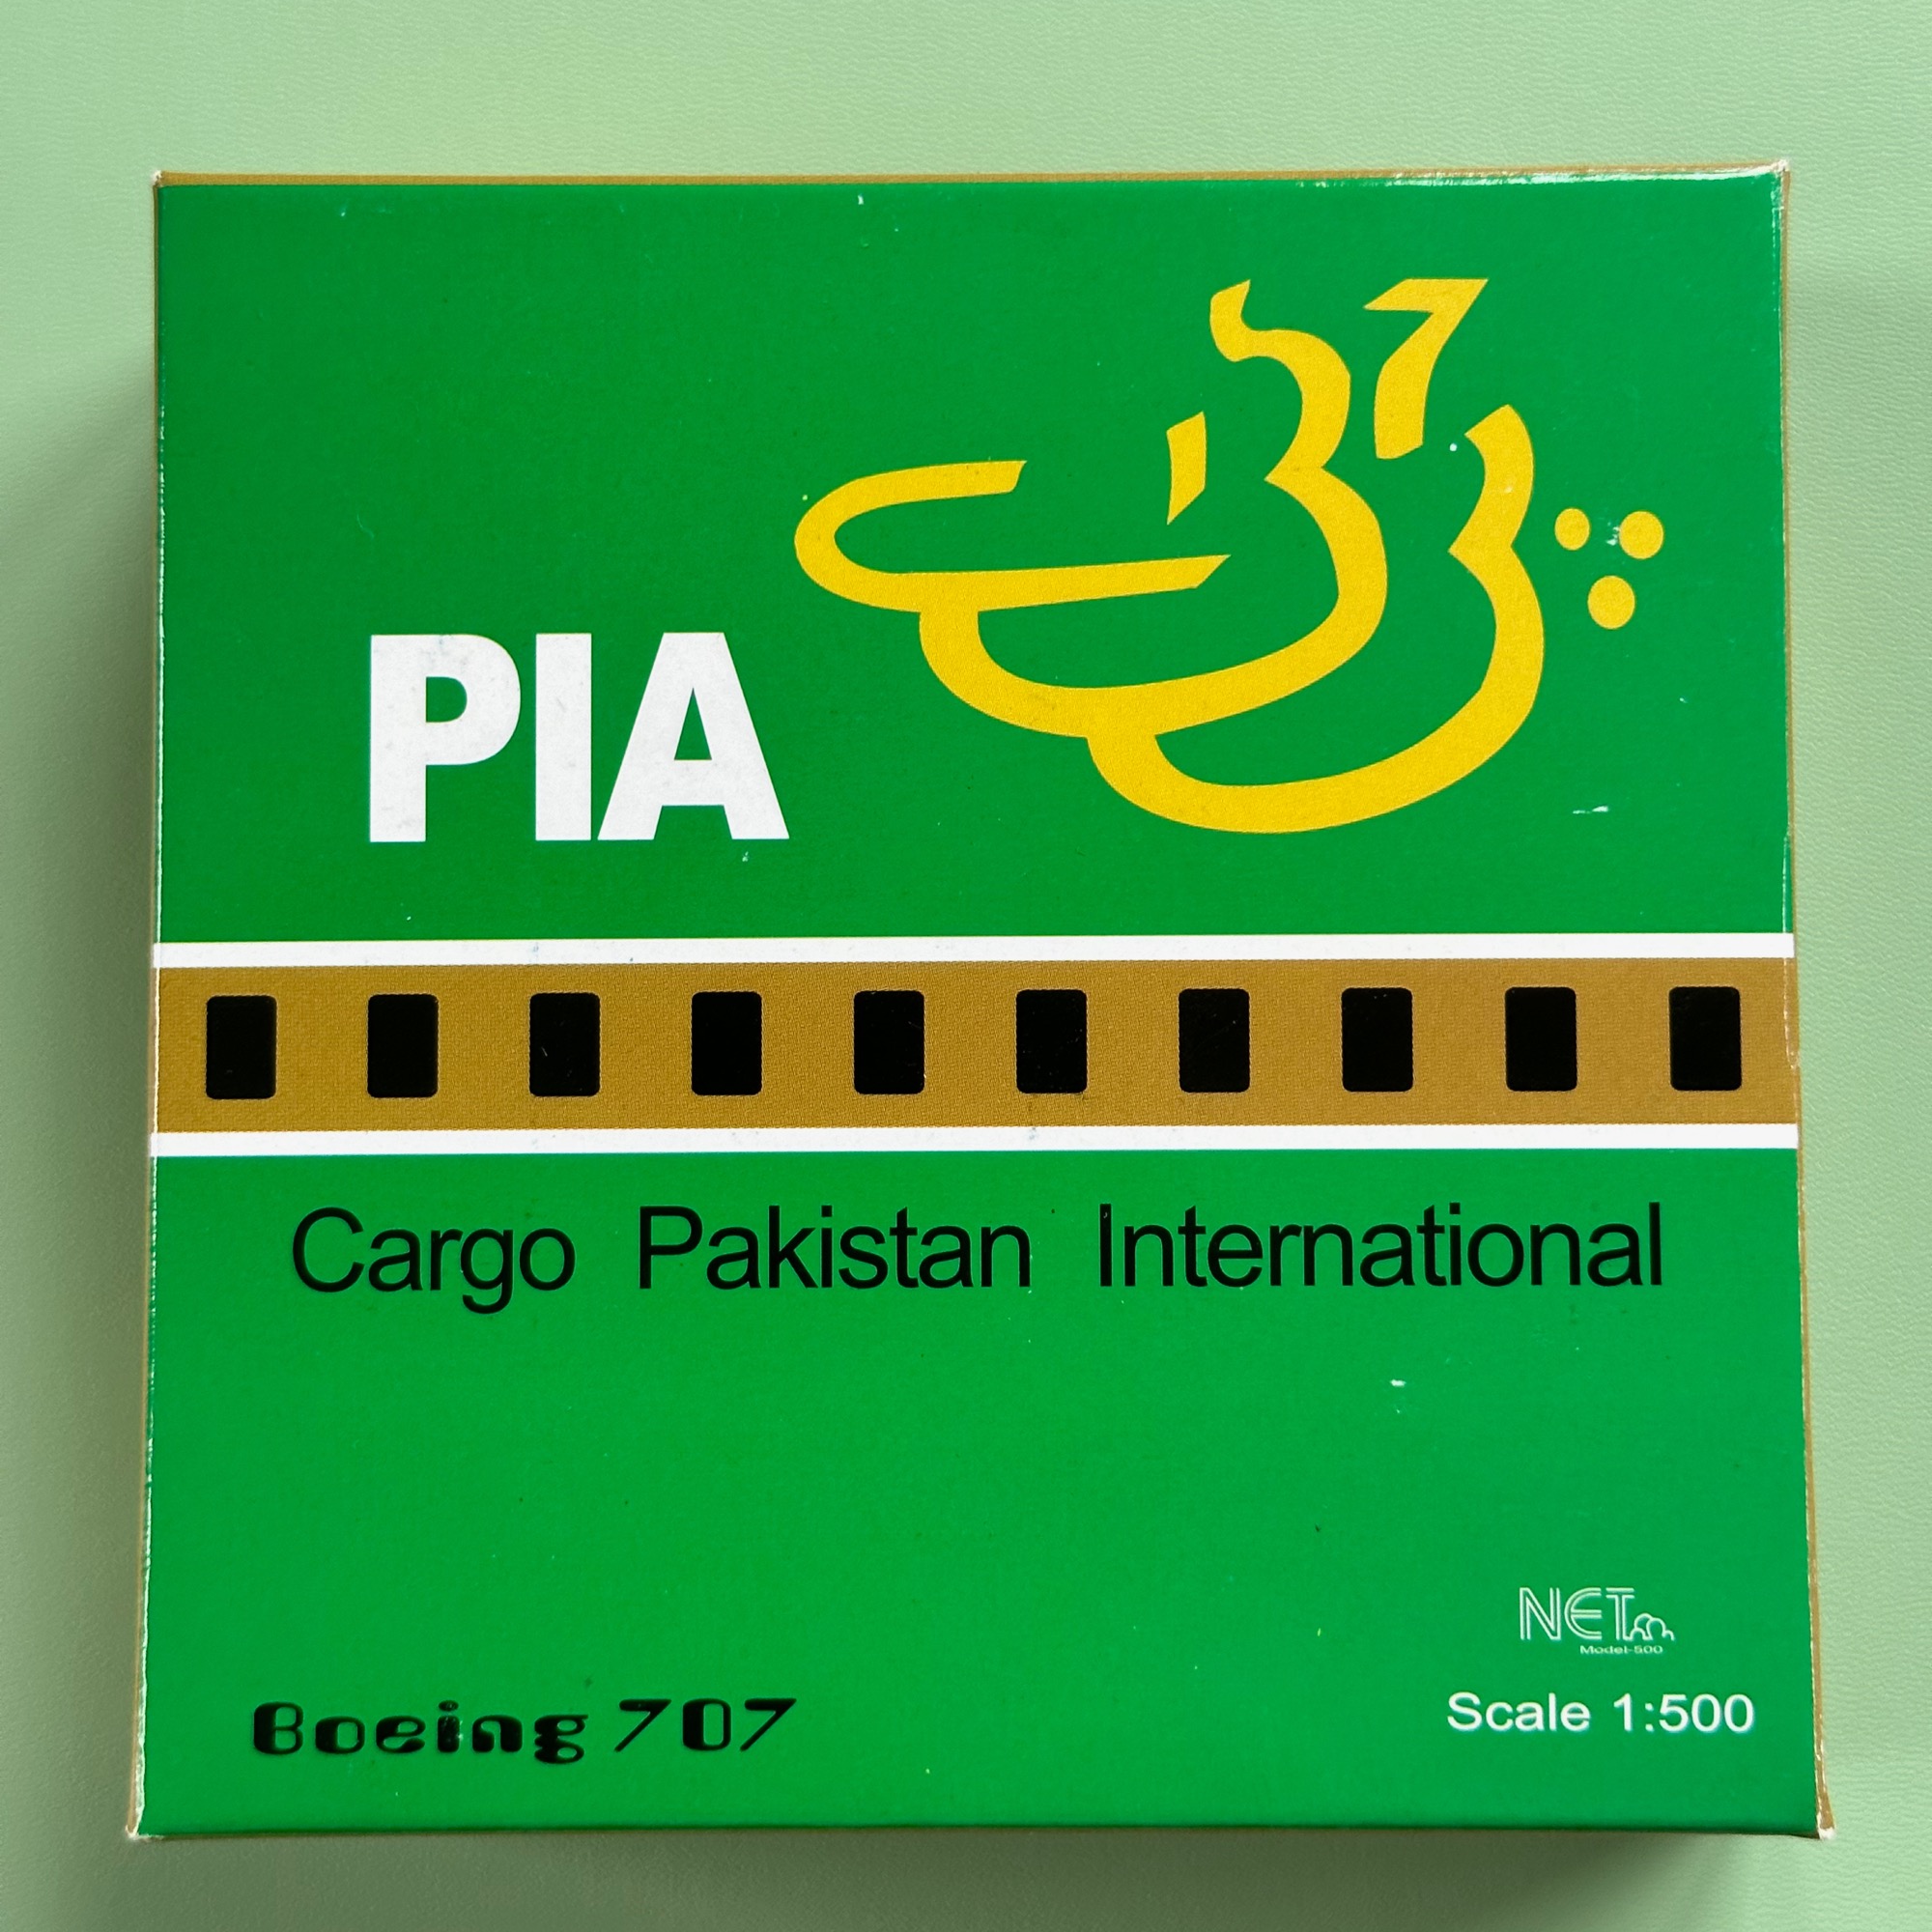 PIA
پی آئی اے
Cargo Pakistan International
NET
Model-500
Boeing 707
Scale 1:500